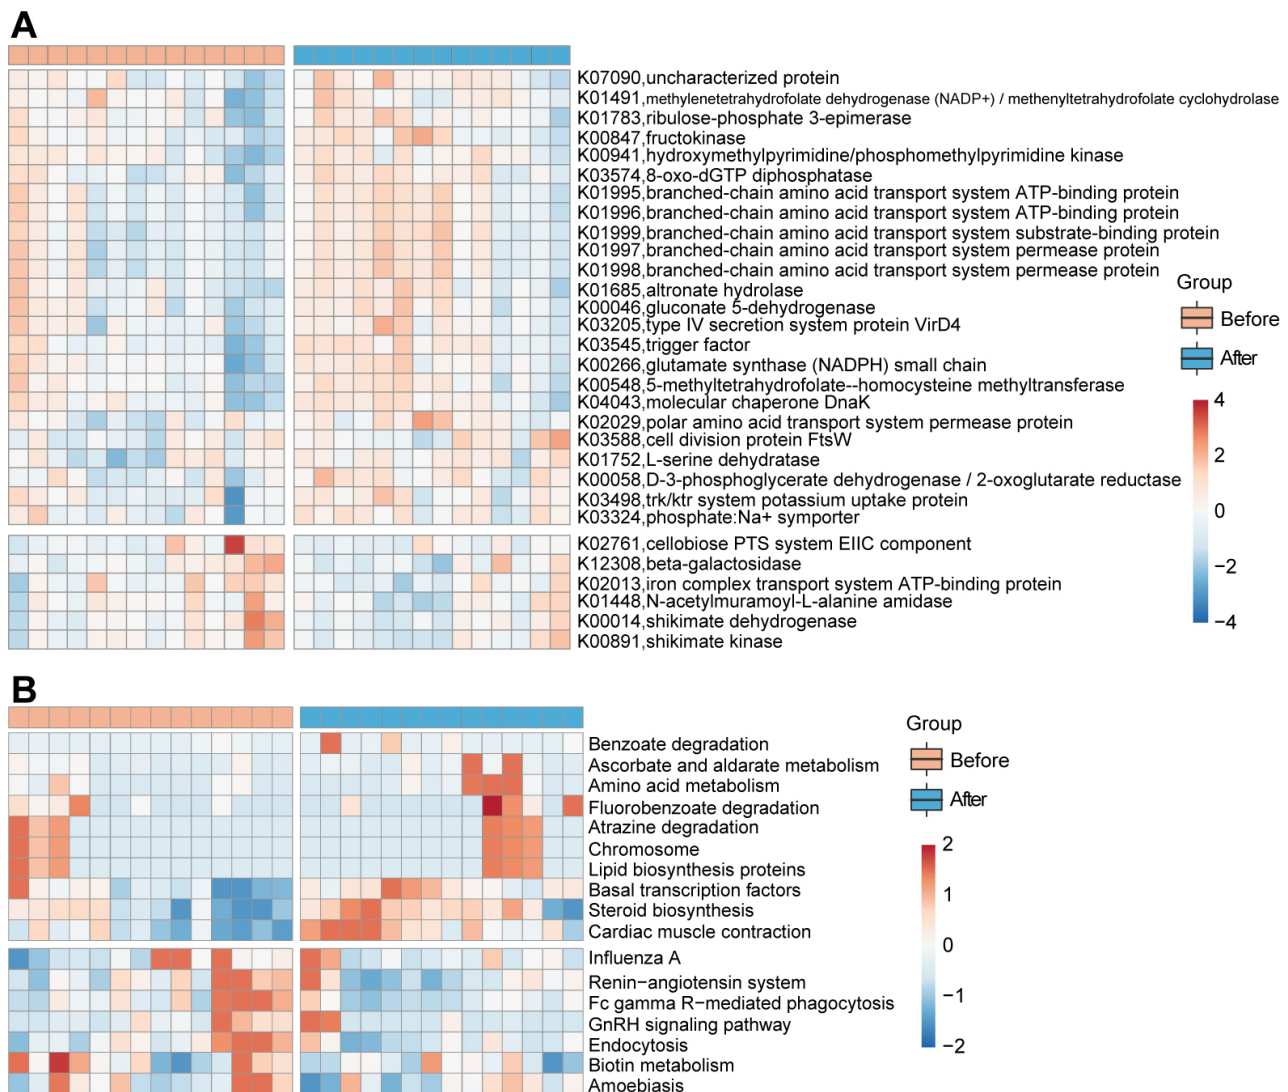 A
K07090,uncharacterized protein
K01491,methylenetetrahydrofolate dehydrogenase (NADP+) / methenyltetrahydrofolate cyclohydrolase
K01783,ribulose-phosphate 3-epimerase
K00847,fructokinase
K00941,hydroxymethylpyrimidine/phosphomethylpyrimidine kinase
K03574,8-oxo-dGTP diphosphatase
K01995,branched-chain amino acid transport system ATP-binding protein
K01996,branched-chain amino acid transport system ATP-binding protein
K01999,branched-chain amino acid transport system substrate-binding protein
K01997,branched-chain amino acid transport system permease protein
K01998,branched-chain amino acid transport system permease protein
K01685,altronate hydrolase
K00046,gluconate 5-dehydrogenase
K03205,type IV secretion system protein VirD4
K03545,trigger factor
K00266,glutamate synthase (NADPH) small chain
K00548,5-methyltetrahydrofolate--homocysteine methyltransferase
K04043,molecular chaperone DnaK
K02029,polar amino acid transport system permease protein
K03588,cell division protein FtsW
K01752,L-serine dehydratase
K00058,D-3-phosphoglycerate dehydrogenase / 2-oxoglutarate reductase
K03498,trk/ktr system potassium uptake protein
K03324,phosphate:Na+ symporter
K02761,cellobiose PTS system EIIC component
K12308,beta-galactosidase
K02013,iron complex transport system ATP-binding protein
K01448,N-acetylmuramoyl-L-alanine amidase
K00014,shikimate dehydrogenase
K00891,shikimate kinase
Group
Before
After
4
2
0
−2
−4
B
Benzoate degradation
Ascorbate and aldarate metabolism
Amino acid metabolism
Fluorobenzoate degradation
Atrazine degradation
Chromosome
Lipid biosynthesis proteins
Basal transcription factors
Steroid biosynthesis
Cardiac muscle contraction
Influenza A
Renin−angiotensin system
Fc gamma R−mediated phagocytosis
GnRH signaling pathway
Endocytosis
Biotin metabolism
Amoebiasis
Group
Before
After
2
1
0
−1
−2